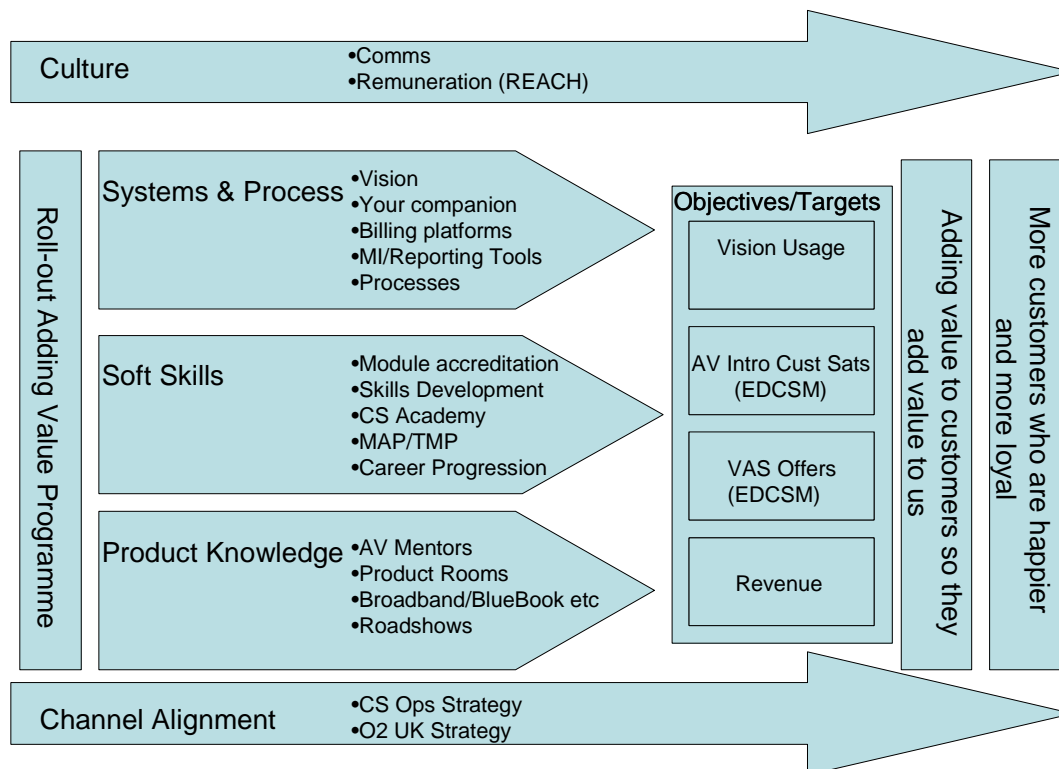 Culture
•Comms
•Remuneration (REACH)
Roll-out Adding Value Programme
Systems & Process
•Vision
•Your companion
•Billing platforms
•MI/Reporting Tools
•Processes
Soft Skills
•Module accreditation
•Skills Development
•CS Academy
•MAP/TMP
•Career Progression
Product Knowledge
•AV Mentors
•Product Rooms
•Broadband/BlueBook etc
•Roadshows
Objectives/Targets
Vision Usage
AV Intro Cust Sats
(EDCSM)
VAS Offers
(EDCSM)
Revenue
Adding value to customers so they
add value to us
More customers who are happier
and more loyal
Channel Alignment
•CS Ops Strategy
•O2 UK Strategy